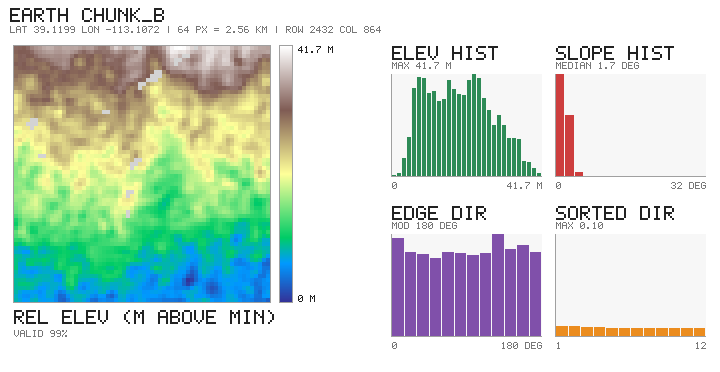 EARTH CHUNK_B
LAT 39.1199 LON -113.1072 | 64 PX = 2.56 KM | ROW 2432 COL 864
41.7 M
0 M
REL ELEV (M ABOVE MIN)
VALID 99%
ELEV HIST
MAX 41.7 M
0 41.7 M
SLOPE HIST
MEDIAN 1.7 DEG
0 32 DEG
EDGE DIR
MOD 180 DEG
0 180 DEG
SORTED DIR
MAX 0.10
1 12